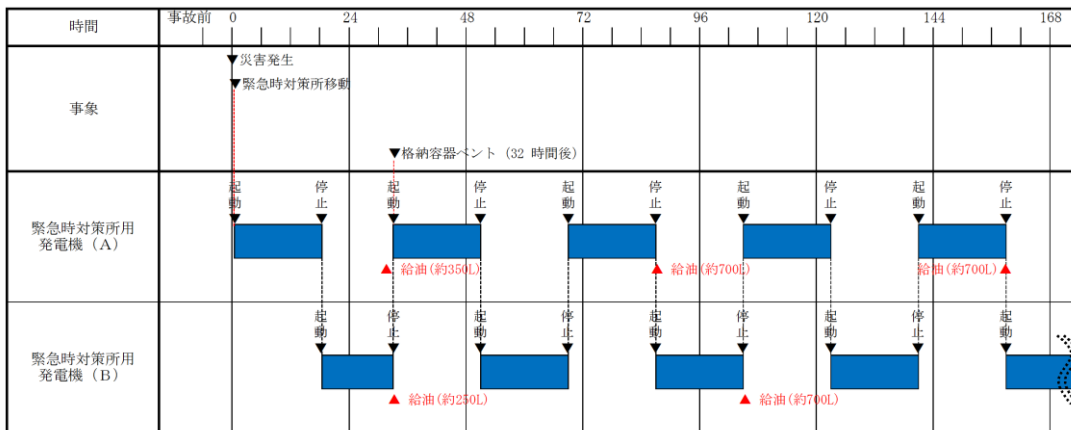 時間
事故前 0 24 48 72 96 120 144 168
事象
▼災害発生
▼緊急時対策所移動
▼格納容器ベント (32 時間後)
緊急時対策所用
発電機(A)
起動 停止 起動 停止 起動 停止 起動 停止 起動 停止
▲ 給油(約350L) ▲ 給油(約700L) 給油(約700L) ▲
緊急時対策所用
発電機(B)
起動 停止 起動 停止 起動 停止 起動 停止 起動
▲ 給油(約250L) ▲ 給油(約700L)